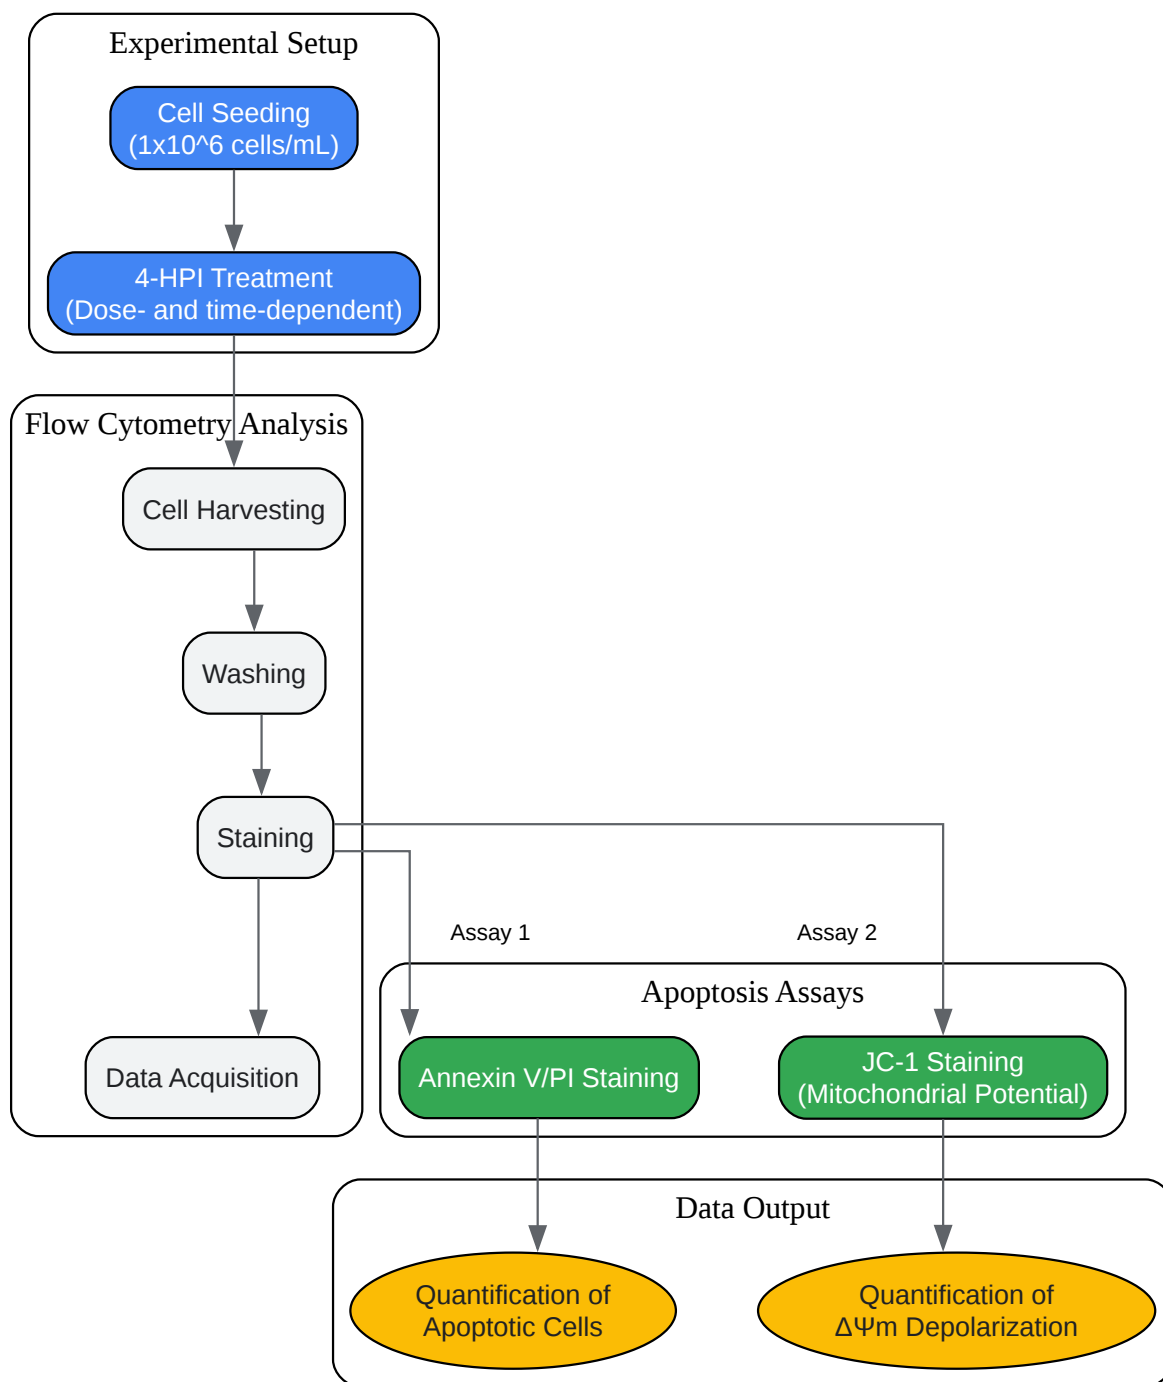 Experimental Setup
Cell Seeding
(1x10^6 cells/mL)
4-HPI Treatment
(Dose- and time-dependent)
Flow Cytometry Analysis
Cell Harvesting
Washing
Staining
Assay 1
Assay 2
Apoptosis Assays
Data Acquisition
Annexin V/PI Staining
JC-1 Staining
(Mitochondrial Potential)
Data Output
Quantification of
Apoptotic Cells
Quantification of
ΔΨm Depolarization